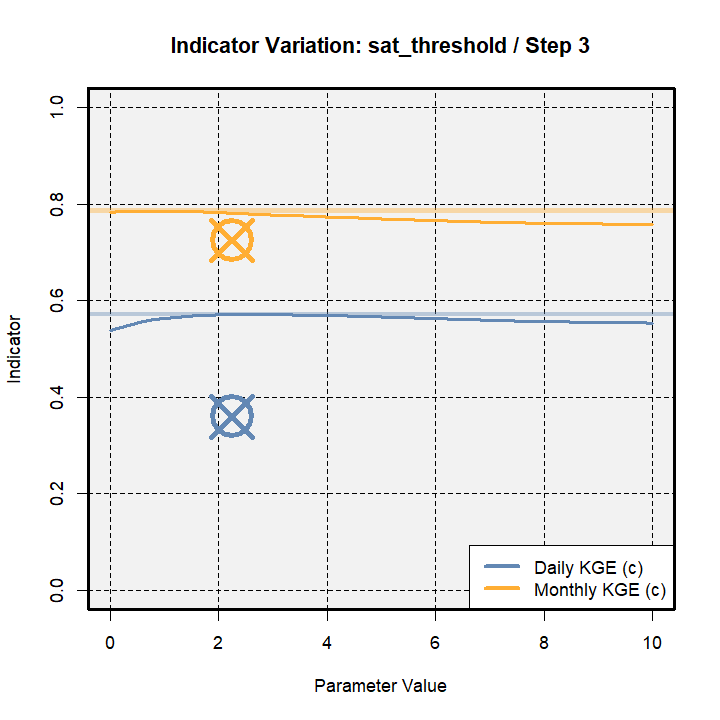 Indicator Variation: sat_threshold / Step 3
Indicator
1.0
0.8
0.6
0.4
0.2
0.0
0 2 4 6 8 10
Parameter Value
Daily KGE (c)
Monthly KGE (c)